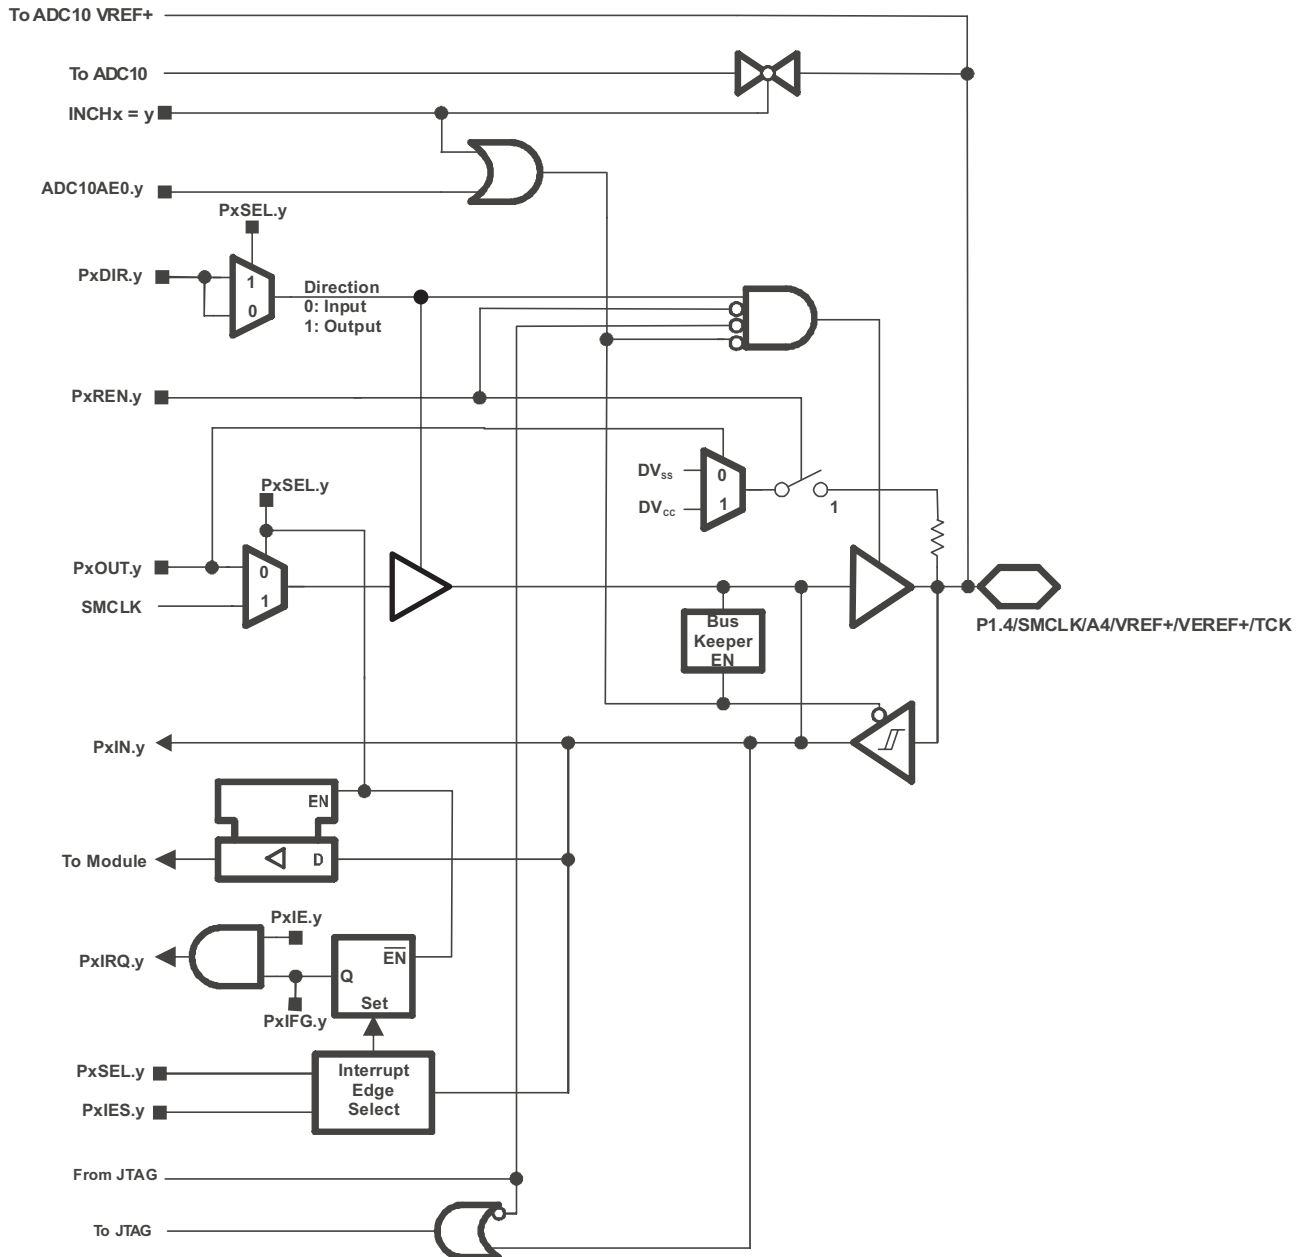 To ADC10 VREF+
To ADC10
INCHx = y
ADC10AE0.y
PxSEL.y
PxDIR.y
1
0
Direction
0: Input
1: Output
PxREN.y
DVss
DVcc
0
1
1
PxSEL.y
PxOUT.y
SMCLK
0
1
Bus
Keeper
EN
P1.4/SMCLK/A4/VREF+/VEREF+/TCK
PxIN.y
EN
To Module
D
PxIE.y
PxIRQ.y
EN
Q
Set
PxIFG.y
PxSEL.y
PxIES.y
Interrupt
Edge
Select
From JTAG
To JTAG